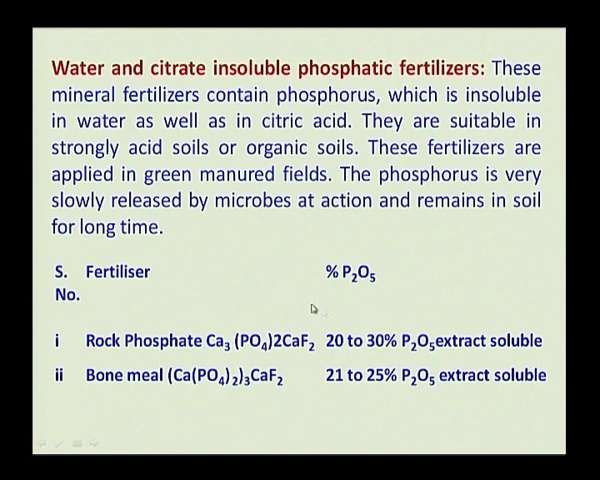 Water and citrate insoluble phosphatic fertilizers: These
mineral fertilizers contain phosphorus, which is insoluble
in water as well as in citric acid. They are suitable in
strongly acid soils or organic soils. These fertilizers are
applied in green manured fields. The phosphorus is very
slowly released by microbes at action and remains in soil
for long time.
S. Fertiliser % P₂O₅
No.
i Rock Phosphate Ca₃ (PO₄)2CaF₂ 20 to 30% P₂O₅extract soluble
ii Bone meal (Ca(PO₄)₂)₃CaF₂ 21 to 25% P₂O₅ extract soluble